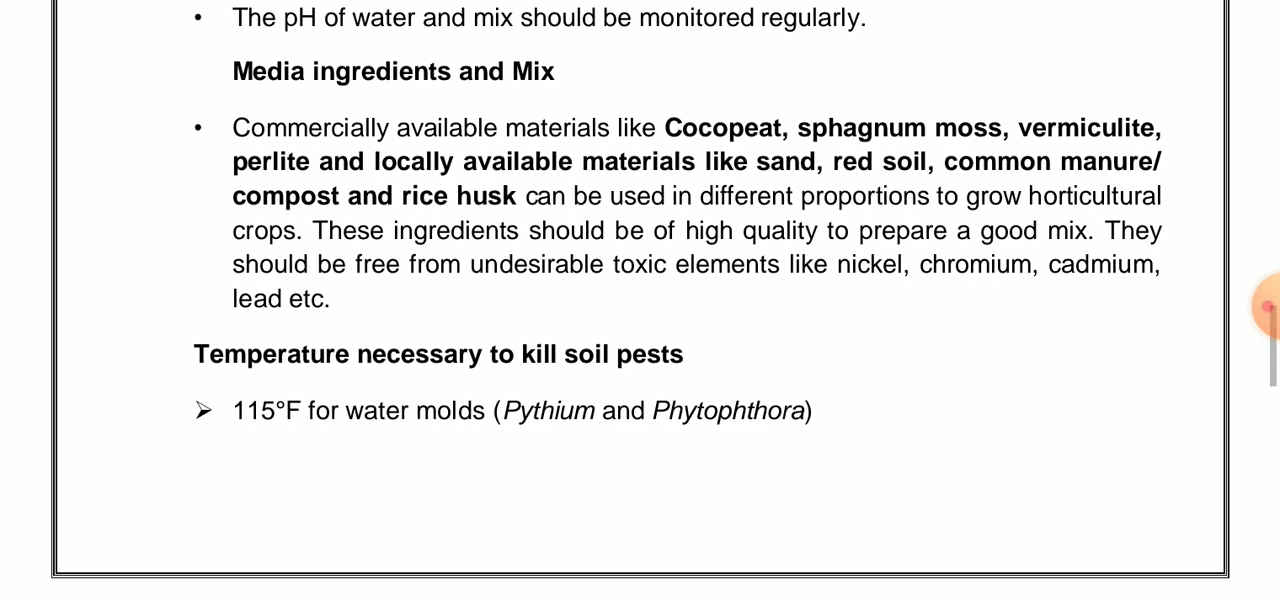 • The pH of water and mix should be monitored regularly.
Media ingredients and Mix
• Commercially available materials like Cocopeat, sphagnum moss, vermiculite,
perlite and locally available materials like sand, red soil, common manure/
compost and rice husk can be used in different proportions to grow horticultural
crops. These ingredients should be of high quality to prepare a good mix. They
should be free from undesirable toxic elements like nickel, chromium, cadmium,
lead etc.
Temperature necessary to kill soil pests
➢ 115°F for water molds (Pythium and Phytophthora)